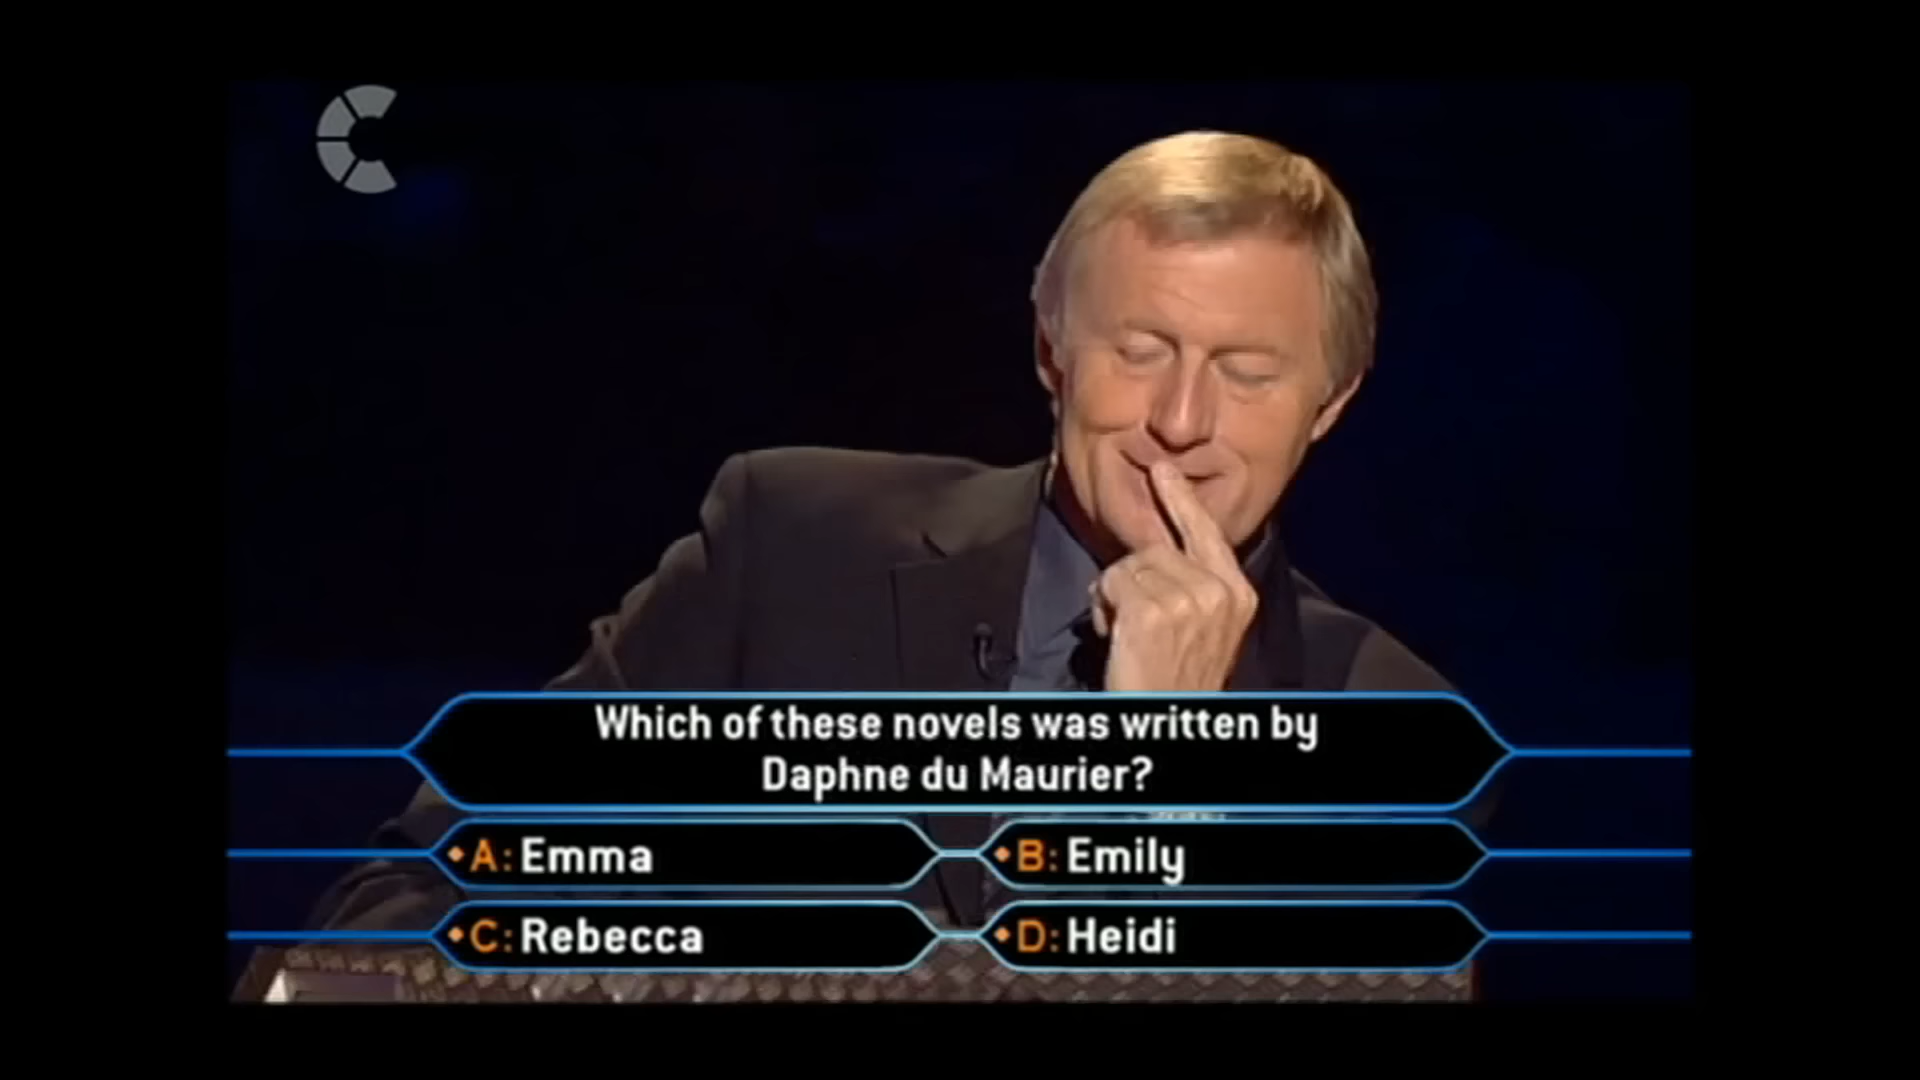 Which of these novels was written by
Daphne du Maurier?
A: Emma
B: Emily
C: Rebecca
D: Heidi